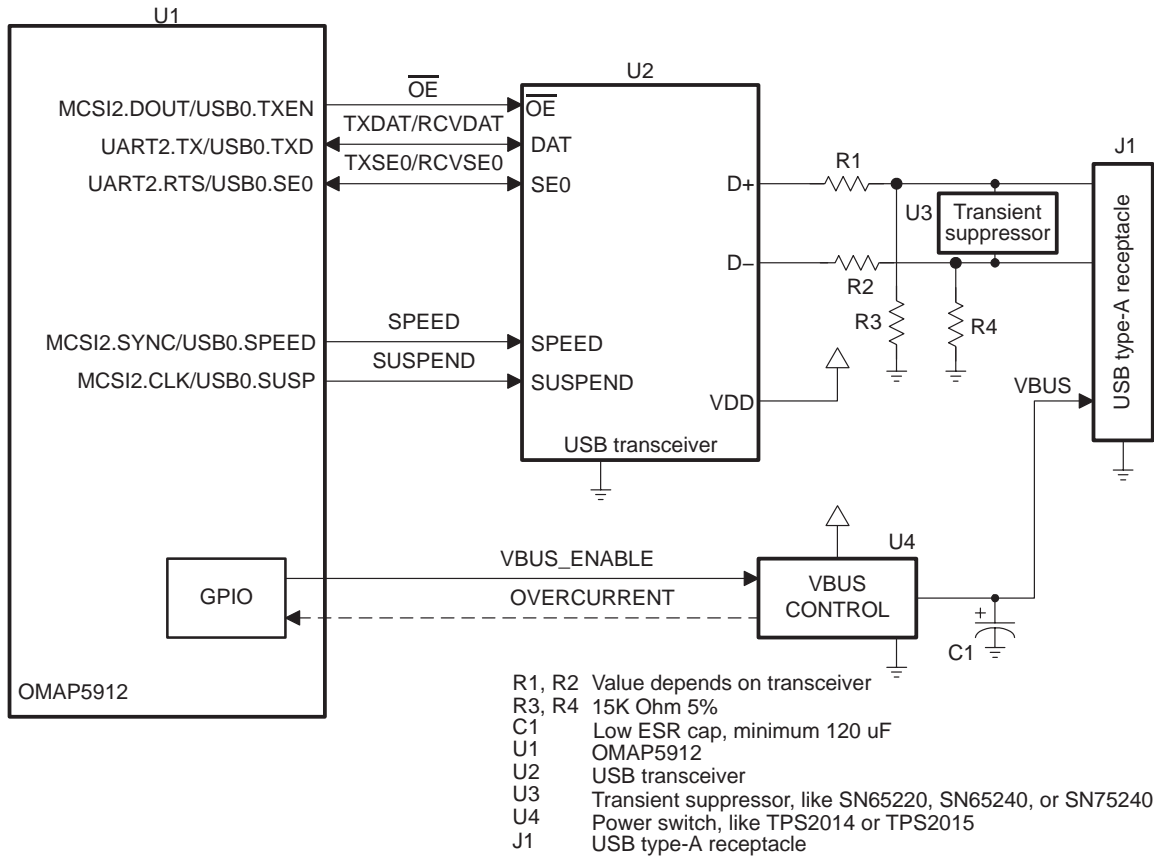 U1
U2
J1
MCSI2.DOUT/USB0.TXEN
OE
OE
TXDAT/RCVDAT
UART2.TX/USB0.TXD
DAT
TXSE0/RCVSE0
UART2.RTS/USB0.SE0
SE0
D+
R1
U3
Transient
suppressor
D−
R2
R3
R4
USB type-A receptacle
SPEED
MCSI2.SYNC/USB0.SPEED
SPEED
SUSPEND
MCSI2.CLK/USB0.SUSP
SUSPEND
VDD
VBUS
USB transceiver
U4
VBUS_ENABLE
GPIO
OVERCURRENT
VBUS
CONTROL
+
C1
OMAP5912
R1, R2 Value depends on transceiver
R3, R4 15K Ohm 5%
C1 Low ESR cap, minimum 120 uF
U1 OMAP5912
U2 USB transceiver
U3 Transient suppressor, like SN65220, SN65240, or SN75240
U4 Power switch, like TPS2014 or TPS2015
J1 USB type-A receptacle